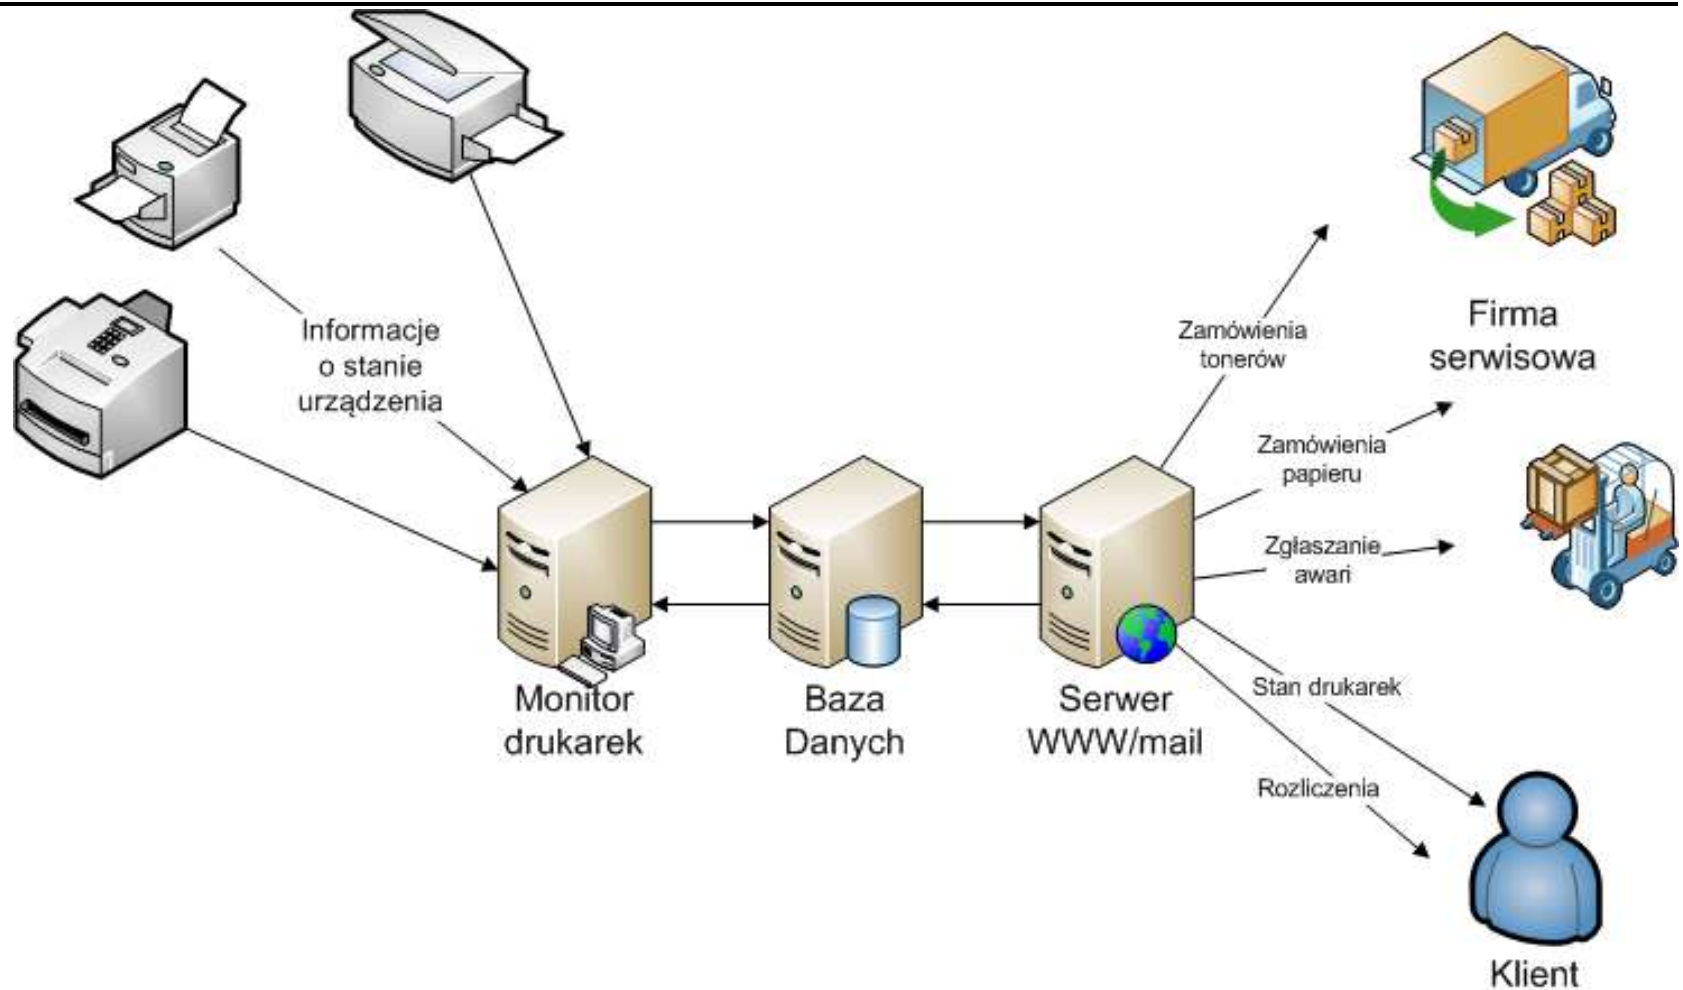 Informacje
o stanie
urządzenia
Zamówienia
tonerów
Firma
serwisowa
Zamówienia
papieru
Zgłaszanie
awarí
Monitor
drukarek
Baza
Danych
Serwer
WWW/mail
Stan drukarek
Rozliczenia
Klient